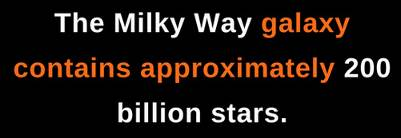 The Milky Way galaxy
contains approximately 200
billion stars.